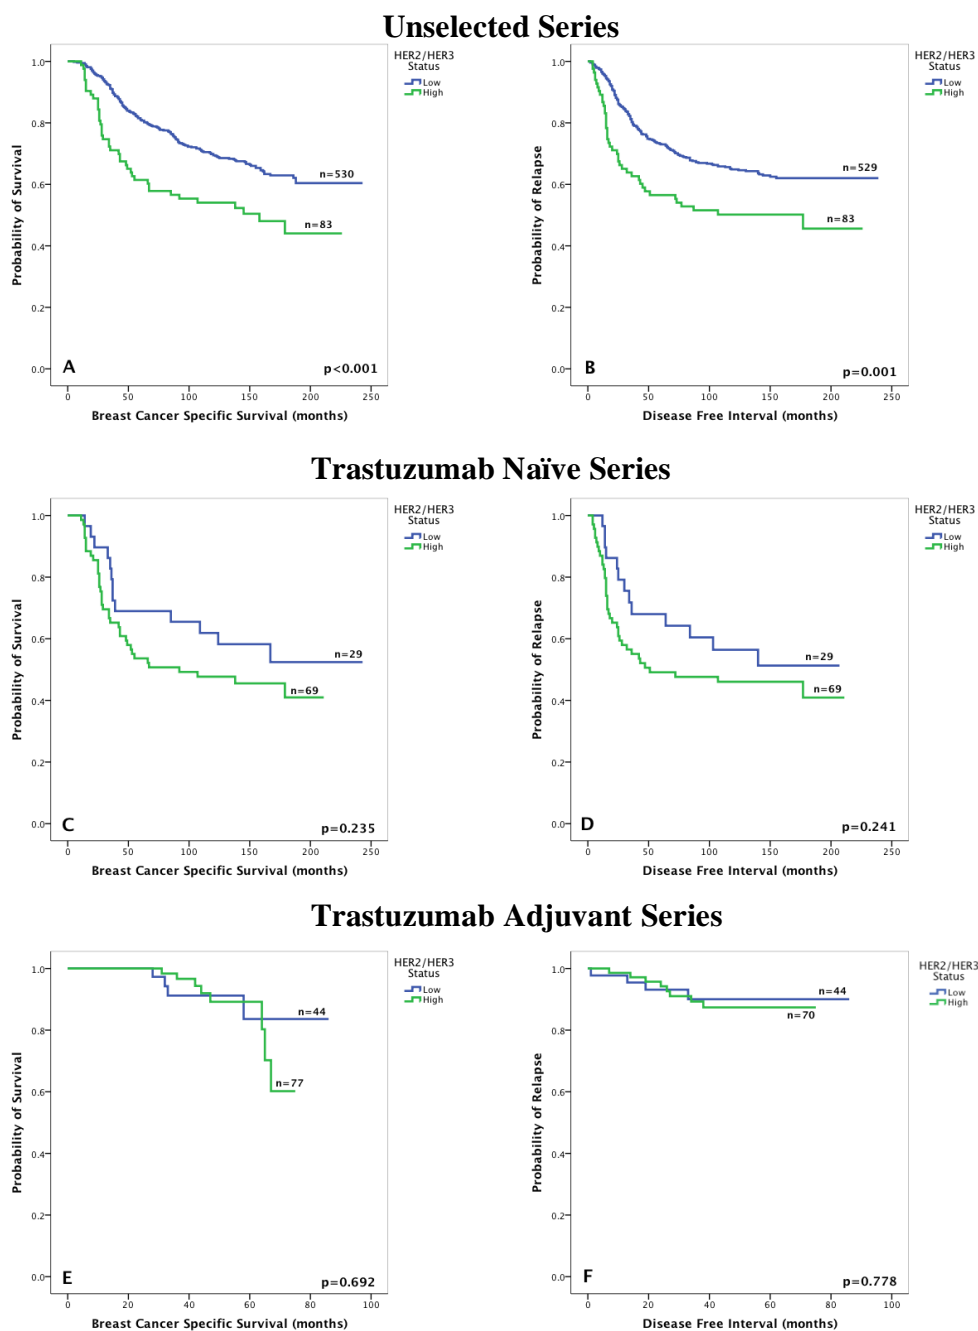 Unselected Series
HER2/HER3
Status
Low
High
1.0
0.8
0.6
0.4
0.2
0.0
Probability of Survival
n=530
n=83
A
p<0.001
0 50 100 150 200 250
Breast Cancer Specific Survival (months)
HER2/HER3
Status
Low
High
1.0
0.8
0.6
0.4
0.2
0.0
Probability of Relapse
n=529
n=83
B
p=0.001
0 50 100 150 200 250
Disease Free Interval (months)
Trastuzumab Naïve Series
HER2/HER3
Status
Low
High
1.0
0.8
0.6
0.4
0.2
0.0
Probability of Survival
n=29
n=69
C
p=0.235
0 50 100 150 200 250
Breast Cancer Specific Survival (months)
HER2/HER3
Status
Low
High
1.0
0.8
0.6
0.4
0.2
0.0
Probability of Relapse
n=29
n=69
D
p=0.241
0 50 100 150 200 250
Disease Free Interval (months)
Trastuzumab Adjuvant Series
HER2/HER3
Status
Low
High
1.0
0.8
0.6
0.4
0.2
0.0
Probability of Survival
n=44
n=77
E
p=0.692
0 20 40 60 80 100
Breast Cancer Specific Survival (months)
HER2/HER3
Status
Low
High
1.0
0.8
0.6
0.4
0.2
0.0
Probability of Relapse
n=44
n=70
F
p=0.778
0 20 40 60 80 100
Disease Free Interval (months)